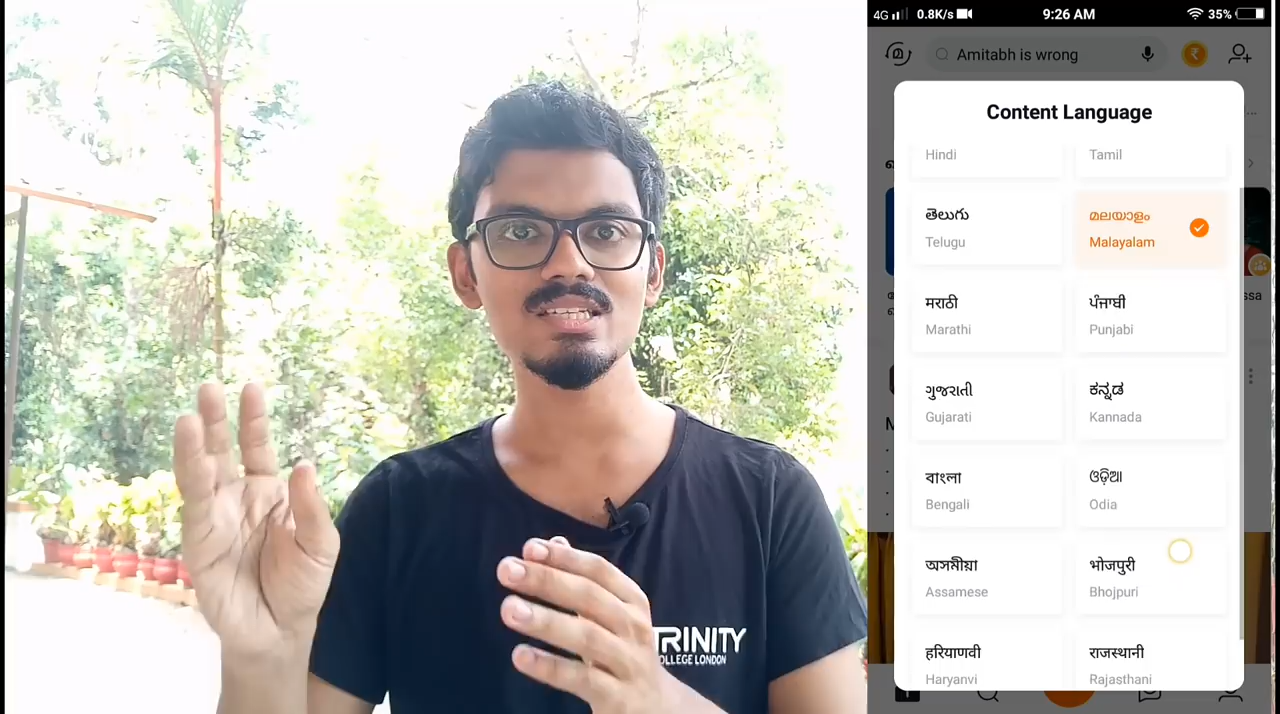 4G 0.8K/s 9:26 AM 35%
മ Amitabh is wrong ₹
Content Language
Hindi Tamil
తెలుగు മലയാളം
Telugu Malayalam
मराठी ਪੰਜਾਬੀ
Marathi Punjabi
ગુજરાતી ಕನ್ನಡ
Gujarati Kannada
বাংলা ଓଡ଼ିଆ
Bengali Odia
অসমীয়া भोजपुरी
Assamese Bhojpuri
हरियाणवी राजस्थानी
Haryanvi Rajasthani
TRINITY
COLLEGE LONDON